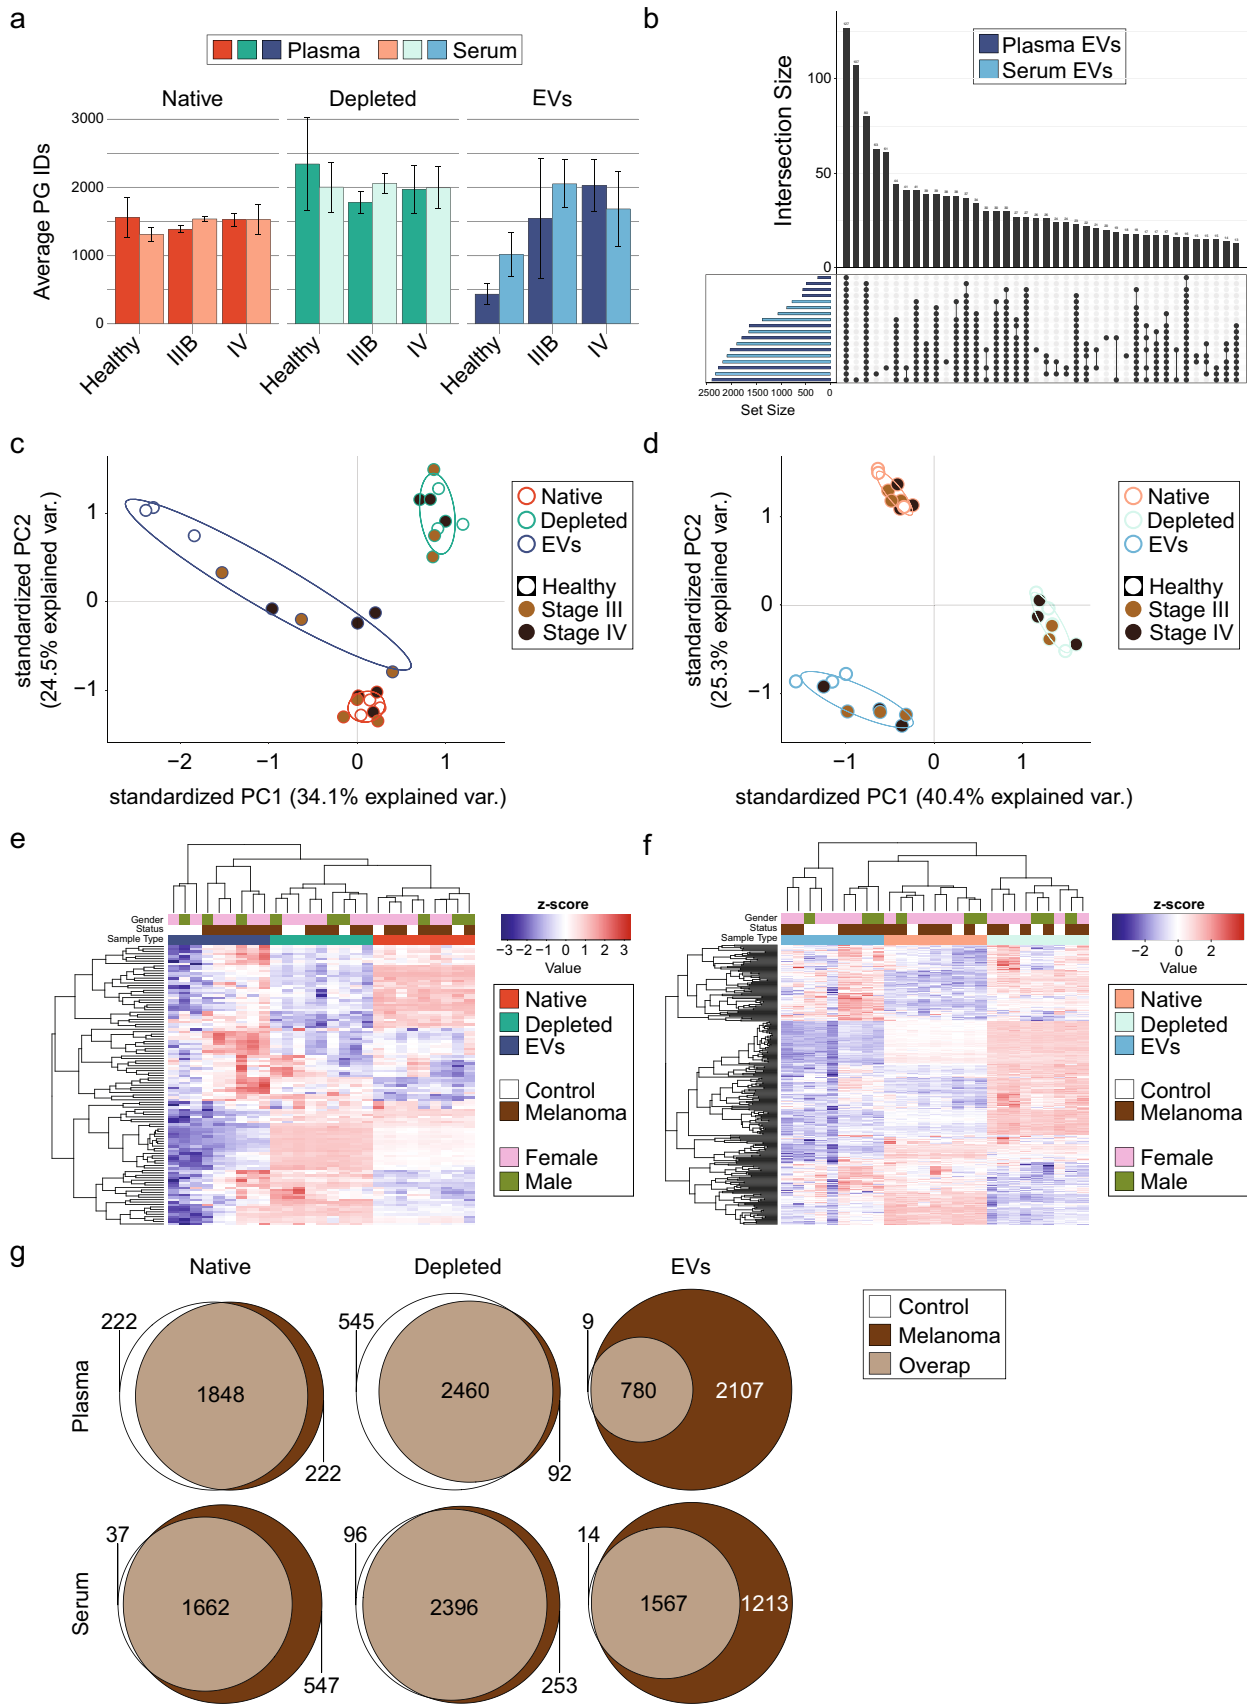 a
Plasma Serum
Native Depleted EVs
Average PG IDs
3000
2000
1000
0
Healthy IIIB IV Healthy IIIB IV Healthy IIIB IV
b
Plasma EVs
Serum EVs
Intersection Size
100
50
0
2500 2000 1500 1000 500 0
Set Size
c
standardized PC2
(24.5% explained var.)
1
0
−1
−2 −1 0 1
standardized PC1 (34.1% explained var.)
Native
Depleted
EVs
Healthy
Stage III
Stage IV
d
standardized PC2
(25.3% explained var.)
1
0
−1
−1 0 1
standardized PC1 (40.4% explained var.)
Native
Depleted
EVs
Healthy
Stage III
Stage IV
e
Gender
Status
Sample Type
z-score
−3 −2 −1 0 1 2 3
Value
Native
Depleted
EVs
Control
Melanoma
Female
Male
f
Gender
Status
Sample Type
z-score
−2 0 2
Value
Native
Depleted
EVs
Control
Melanoma
Female
Male
g
Native Depleted EVs
Plasma
222 1848 222
545 2460 92
9 780 2107
Serum
37 1662 547
96 2396 253
14 1567 1213
Control
Melanoma
Overap